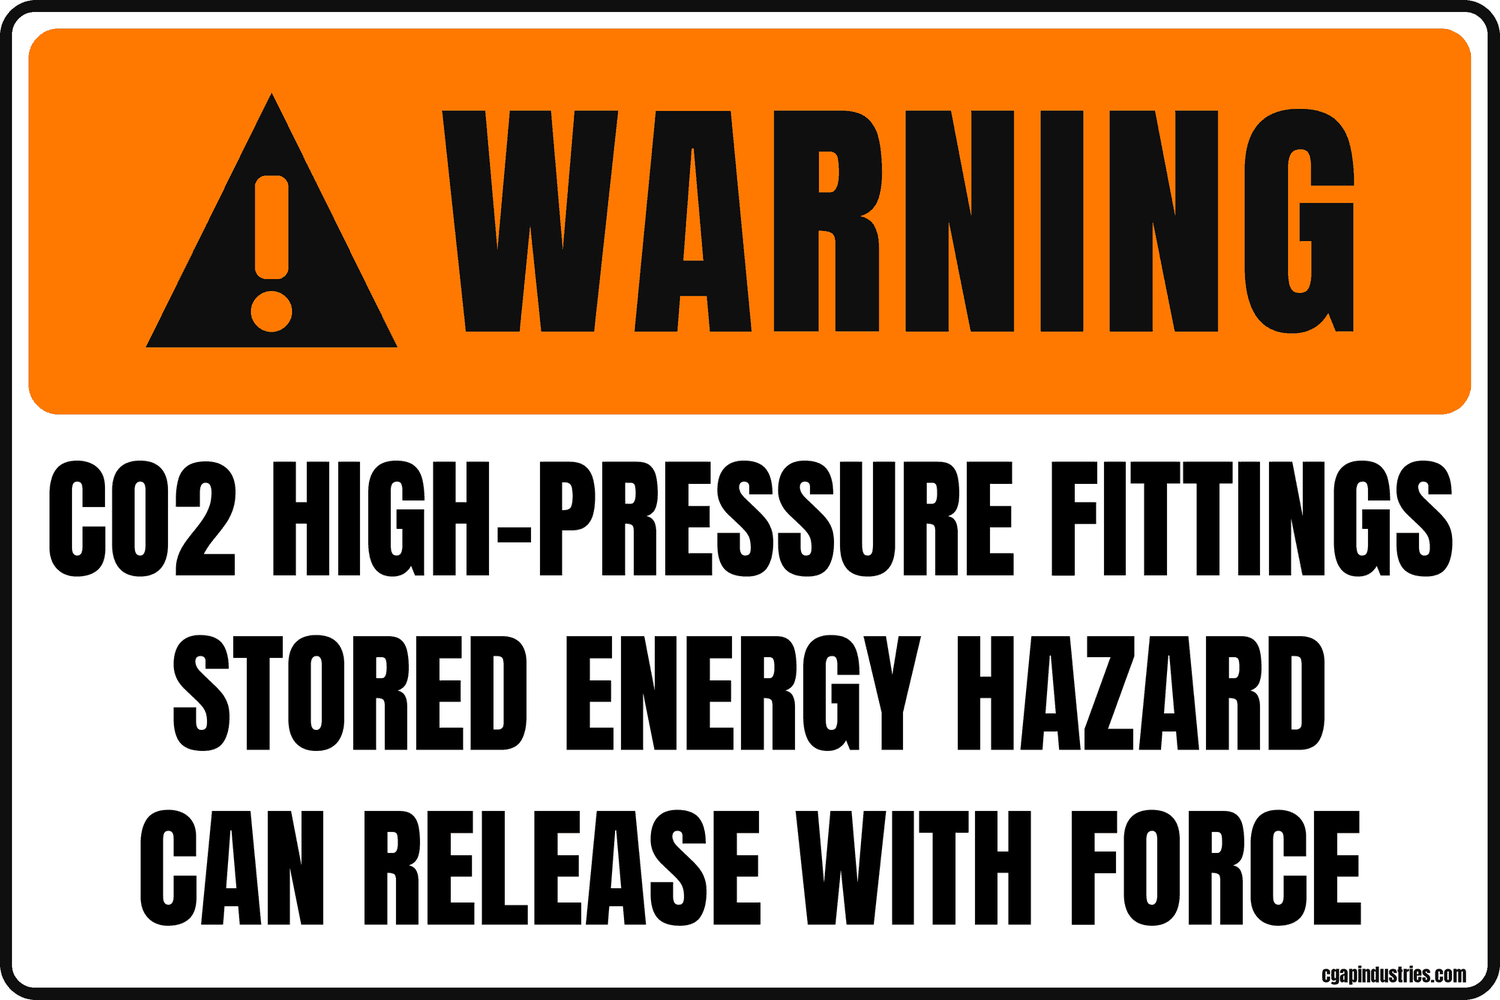 WARNING
CO2 HIGH-PRESSURE FITTINGS
STORED ENERGY HAZARD
CAN RELEASE WITH FORCE
cgapindustries.com